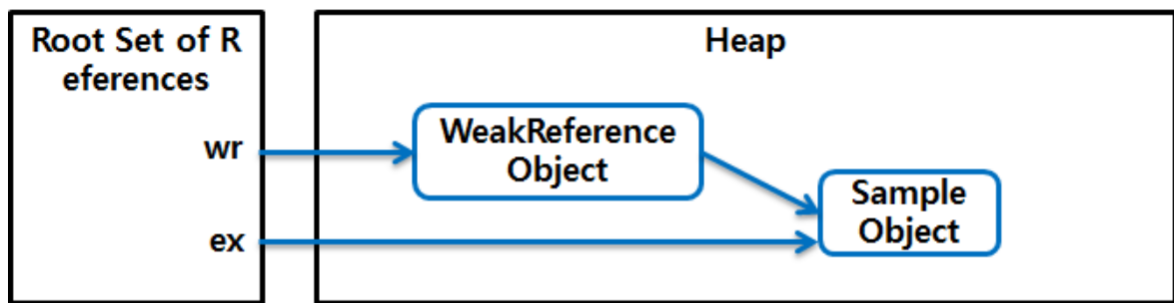 Root Set of R
eferences
Heap
wr
WeakReference
Object
Sample
Object
ex